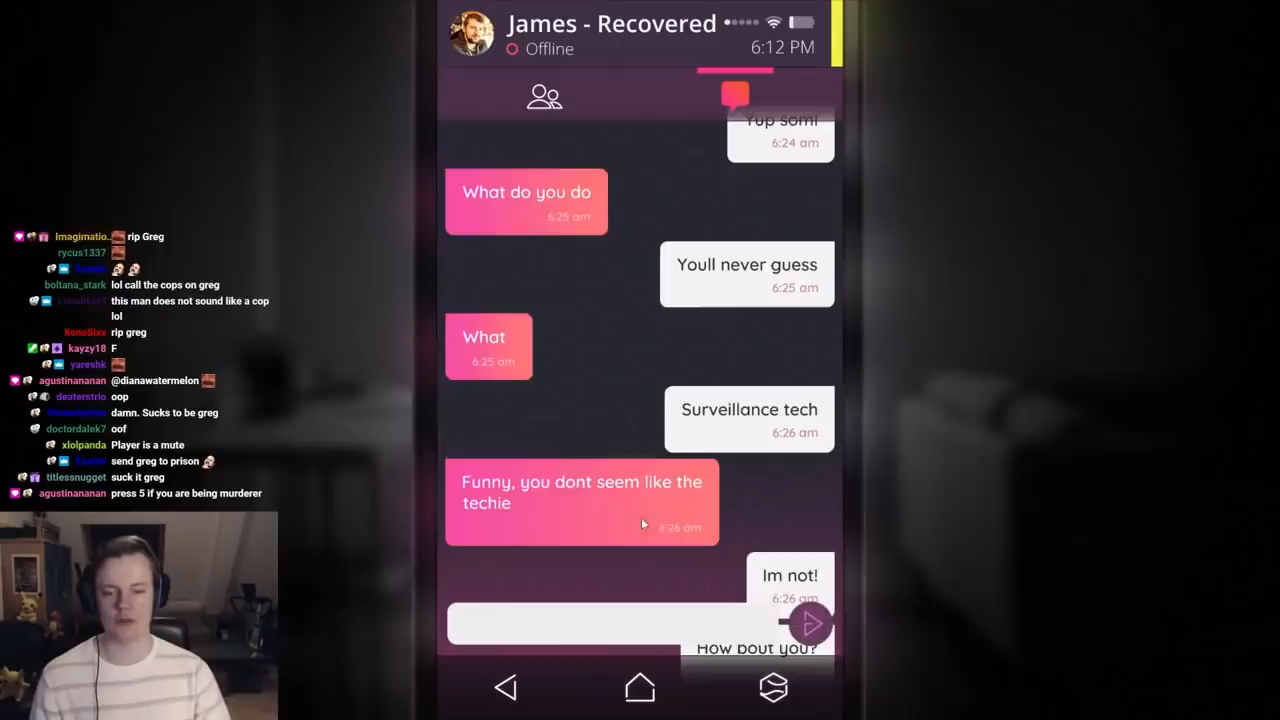 James - Recovered
Offline
6:12 PM
Yup some
6:24 am
What do you do
6:25 am
Youll never guess
6:25 am
What
6:25 am
Surveillance tech
6:26 am
Funny, you dont seem like the
techie
6:26 am
Im not!
6:26 am
How bout you?
Imaginatio.. rip Greg
rycus1337
boltana_stark lol call the cops on greg
this man does not sound like a cop
lol
XenoSixx rip greg
kayzy18 F
yareshk
agustinananan @dianawatermelon
deaterstrio oop
damn. Sucks to be greg
doctordalek7 oof
xlolpanda Player is a mute
send greg to prison
titlessnugget suck it greg
agustinananan press 5 if you are being murderer